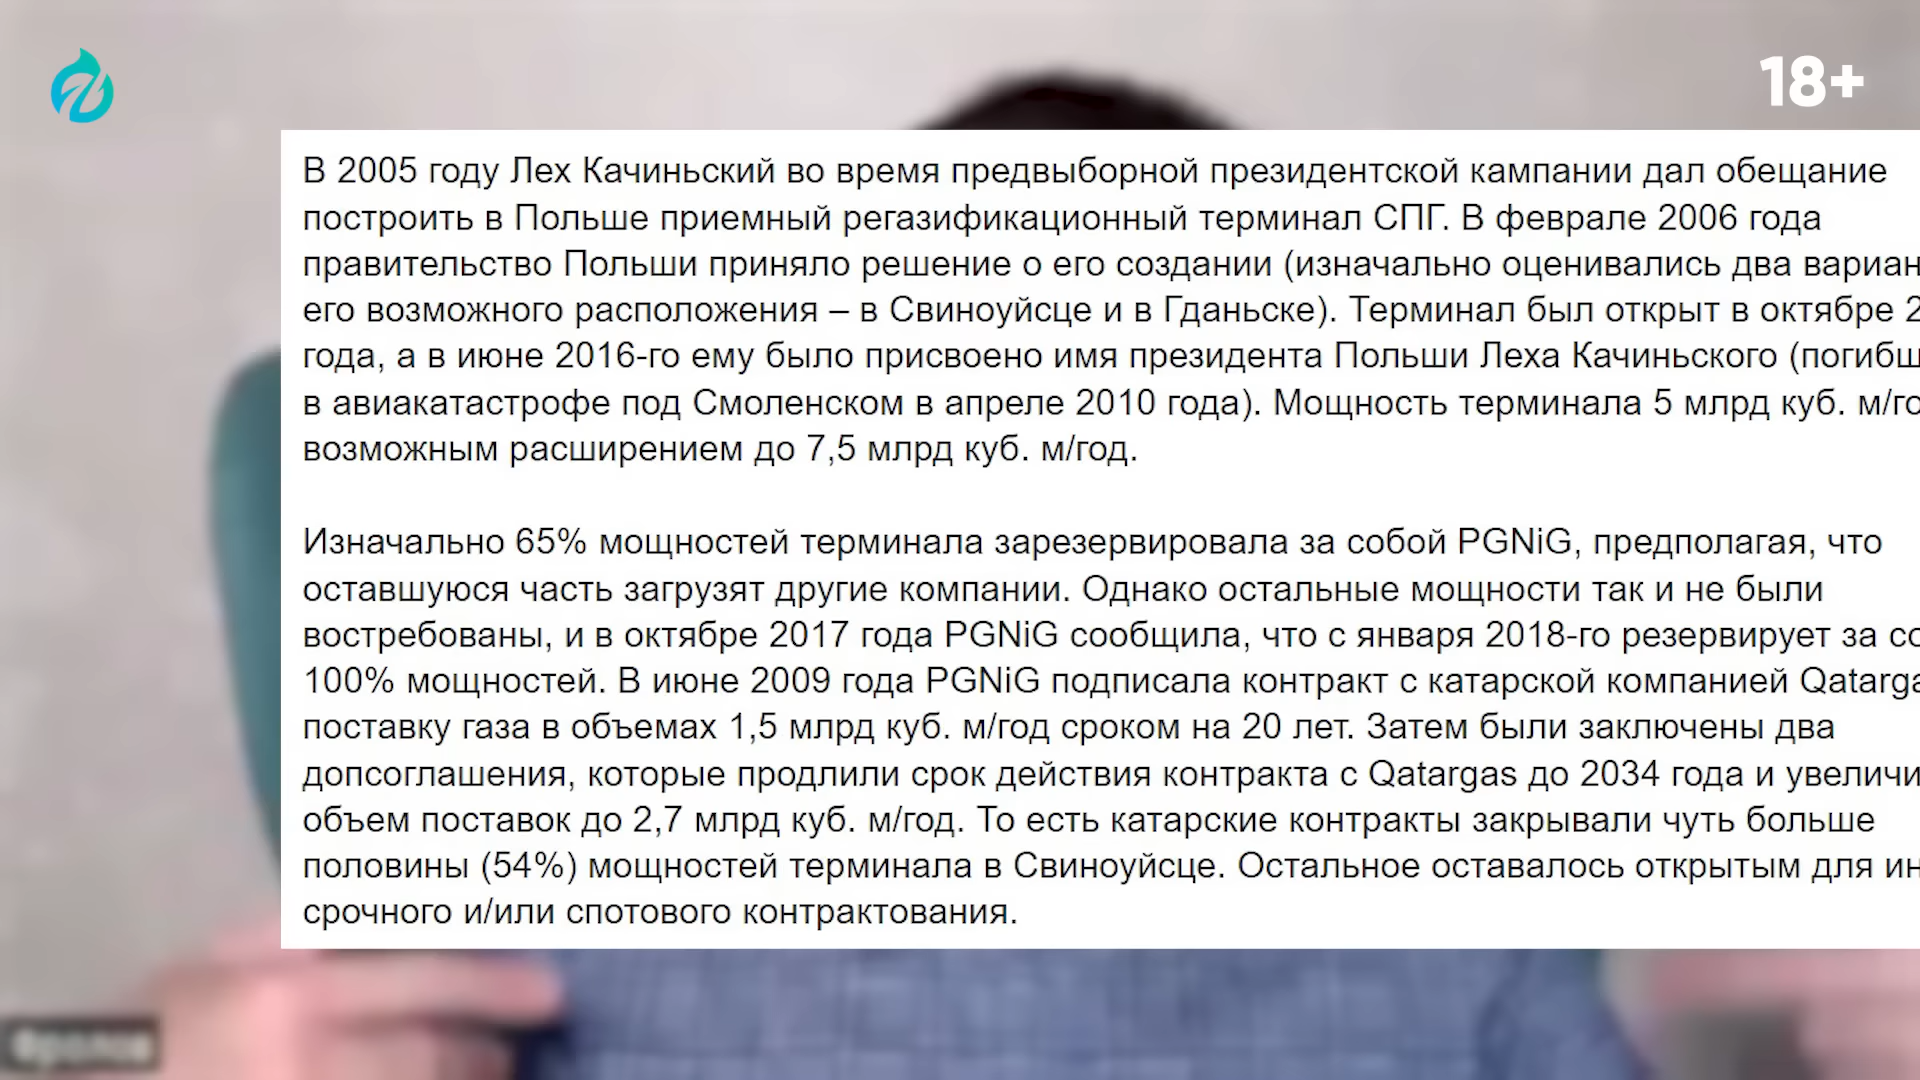 18+
В 2005 году Лех Качиньский во время предвыборной президентской кампании дал обещание
построить в Польше приемный регазификационный терминал СПГ. В феврале 2006 года
правительство Польши приняло решение о его создании (изначально оценивались два вариан
его возможного расположения – в Свиноуйсце и в Гданьске). Терминал был открыт в октябре 2
года, а в июне 2016-го ему было присвоено имя президента Польши Леха Качиньского (погибш
в авиакатастрофе под Смоленском в апреле 2010 года). Мощность терминала 5 млрд куб. м/го
возможным расширением до 7,5 млрд куб. м/год.
Изначально 65% мощностей терминала зарезервировала за собой PGNiG, предполагая, что
оставшуюся часть загрузят другие компании. Однако остальные мощности так и не были
востребованы, и в октябре 2017 года PGNiG сообщила, что с января 2018-го резервирует за со
100% мощностей. В июне 2009 года PGNiG подписала контракт с катарской компанией Qatarga
поставку газа в объемах 1,5 млрд куб. м/год сроком на 20 лет. Затем были заключены два
допсоглашения, которые продлили срок действия контракта с Qatargas до 2034 года и увеличи
объем поставок до 2,7 млрд куб. м/год. То есть катарские контракты закрывали чуть больше
половины (54%) мощностей терминала в Свиноуйсце. Остальное оставалось открытым для ин
срочного и/или спотового контрактования.